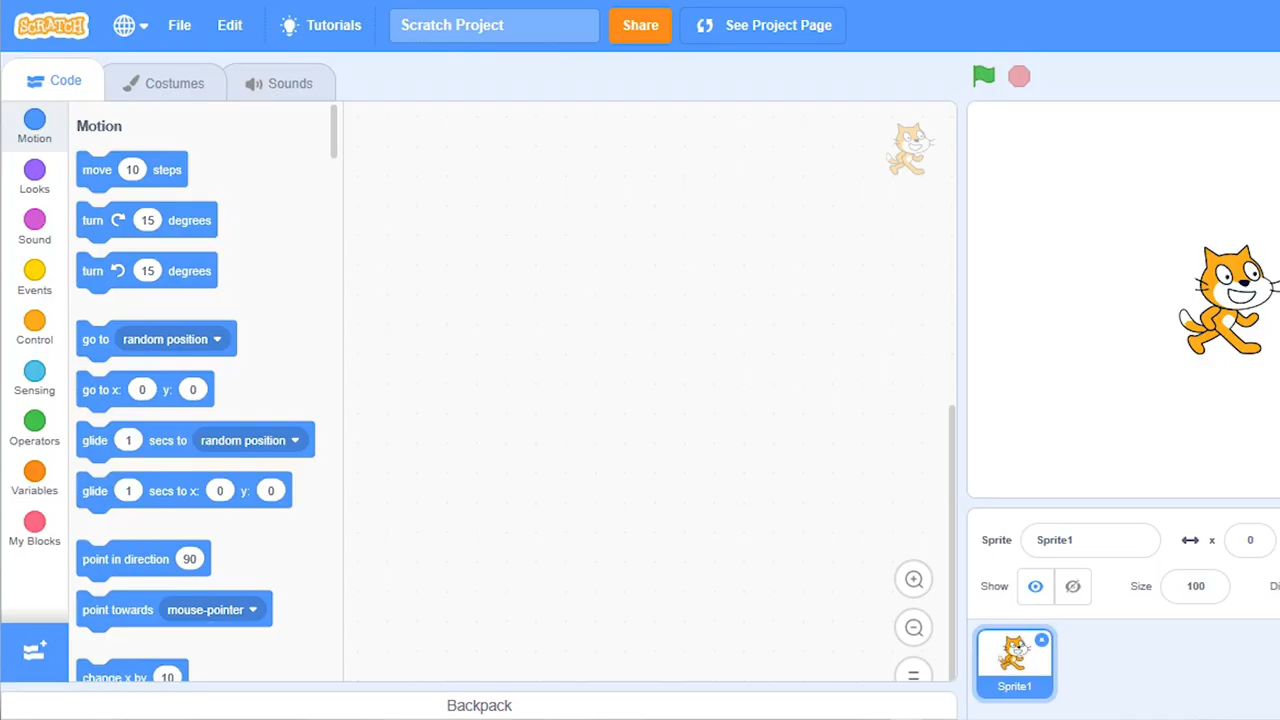 SCRATCH File Edit Tutorials Scratch Project Share See Project Page
Code Costumes Sounds
Motion
Looks
Sound
Events
Control
Sensing
Operators
Variables
My Blocks
Motion
move 10 steps
turn 15 degrees
turn 15 degrees
go to random position
go to x: 0 y: 0
glide 1 secs to random position
glide 1 secs to x: 0 y: 0
point in direction 90
point towards mouse-pointer
change x by 10
Sprite Sprite1 x 0
Show Size 100 Di
Sprite1
Backpack